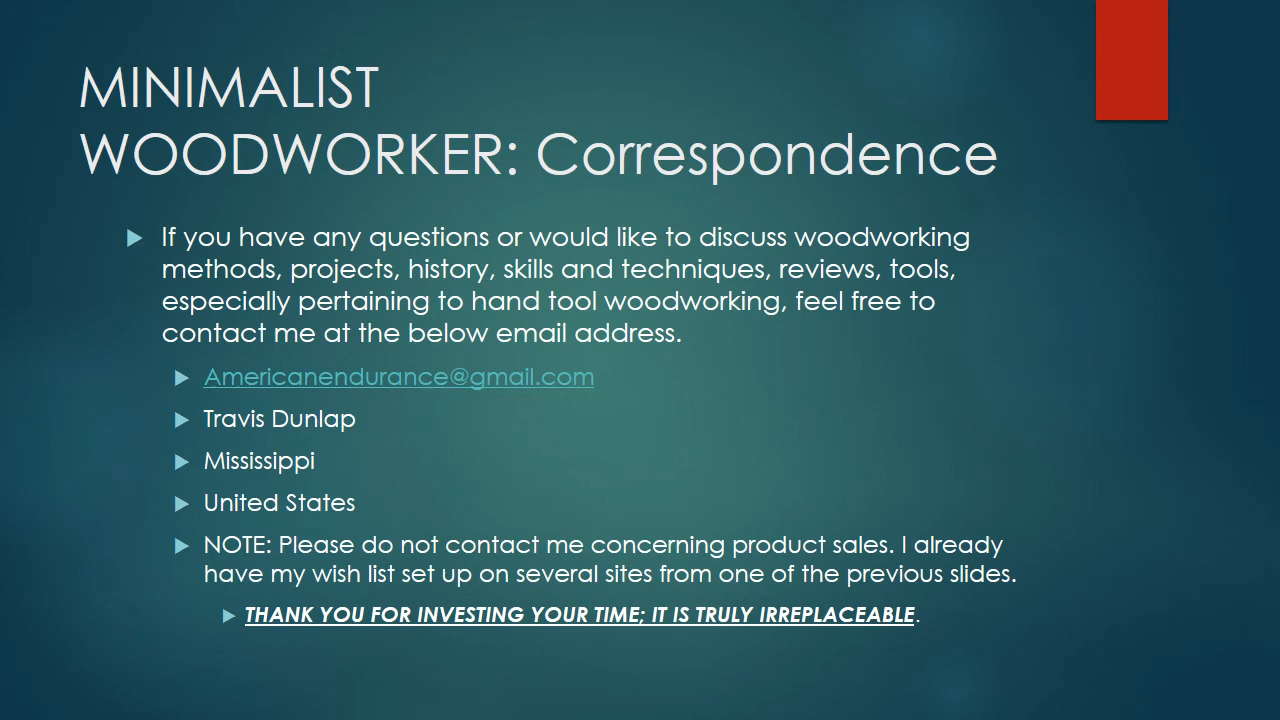 MINIMALIST
WOODWORKER: Correspondence
If you have any questions or would like to discuss woodworking
methods, projects, history, skills and techniques, reviews, tools,
especially pertaining to hand tool woodworking, feel free to
contact me at the below email address.
Americanendurance@gmail.com
Travis Dunlap
Mississippi
United States
NOTE: Please do not contact me concerning product sales. I already
have my wish list set up on several sites from one of the previous slides.
THANK YOU FOR INVESTING YOUR TIME; IT IS TRULY IRREPLACEABLE.